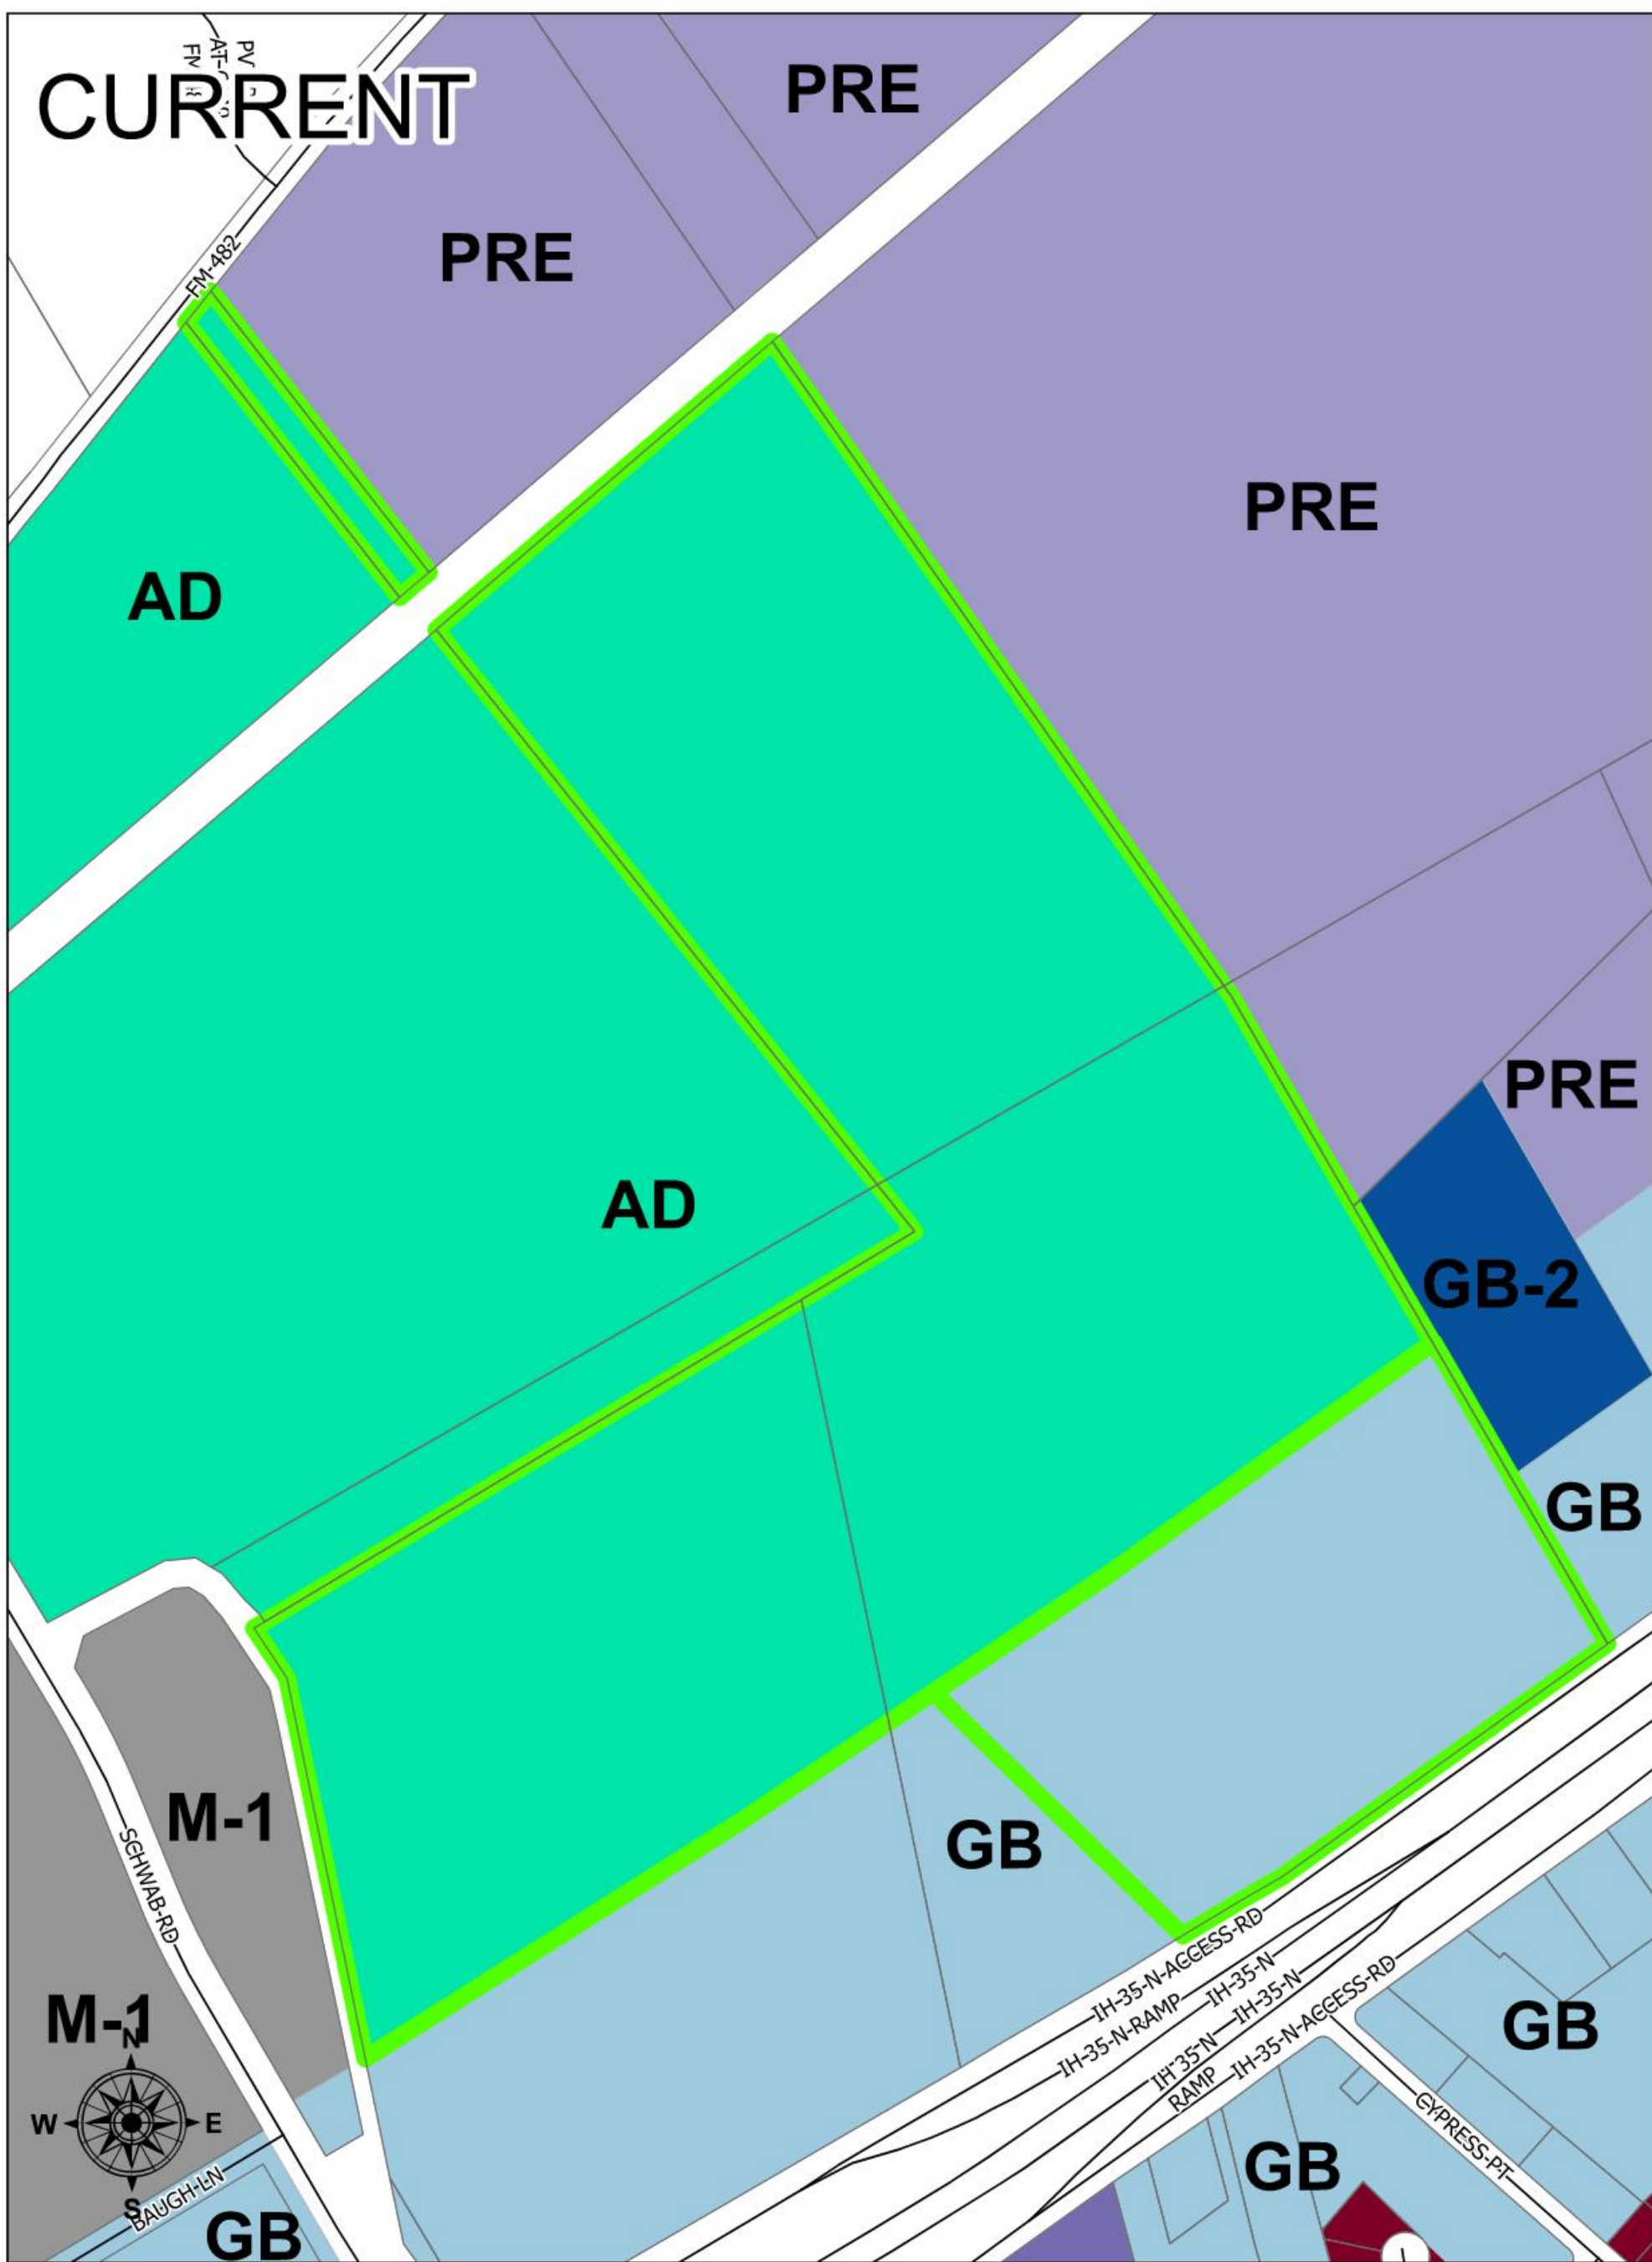 CURRENT
PRE
PRE
FM-482
PRE
AD
PRE
AD
GB-2
GB
M-1
GB
SCHWAB-RD
IH-35-N-ACCESS-RD
IH-35-N-RAMP
IH-35-N
IH-35-N
IH-35-N
RAMP
IH-35-N-ACCESS-RD
M-1
GB
N
W
E
S
CYPRESS-PT
BAUGH-LN
GB
GB